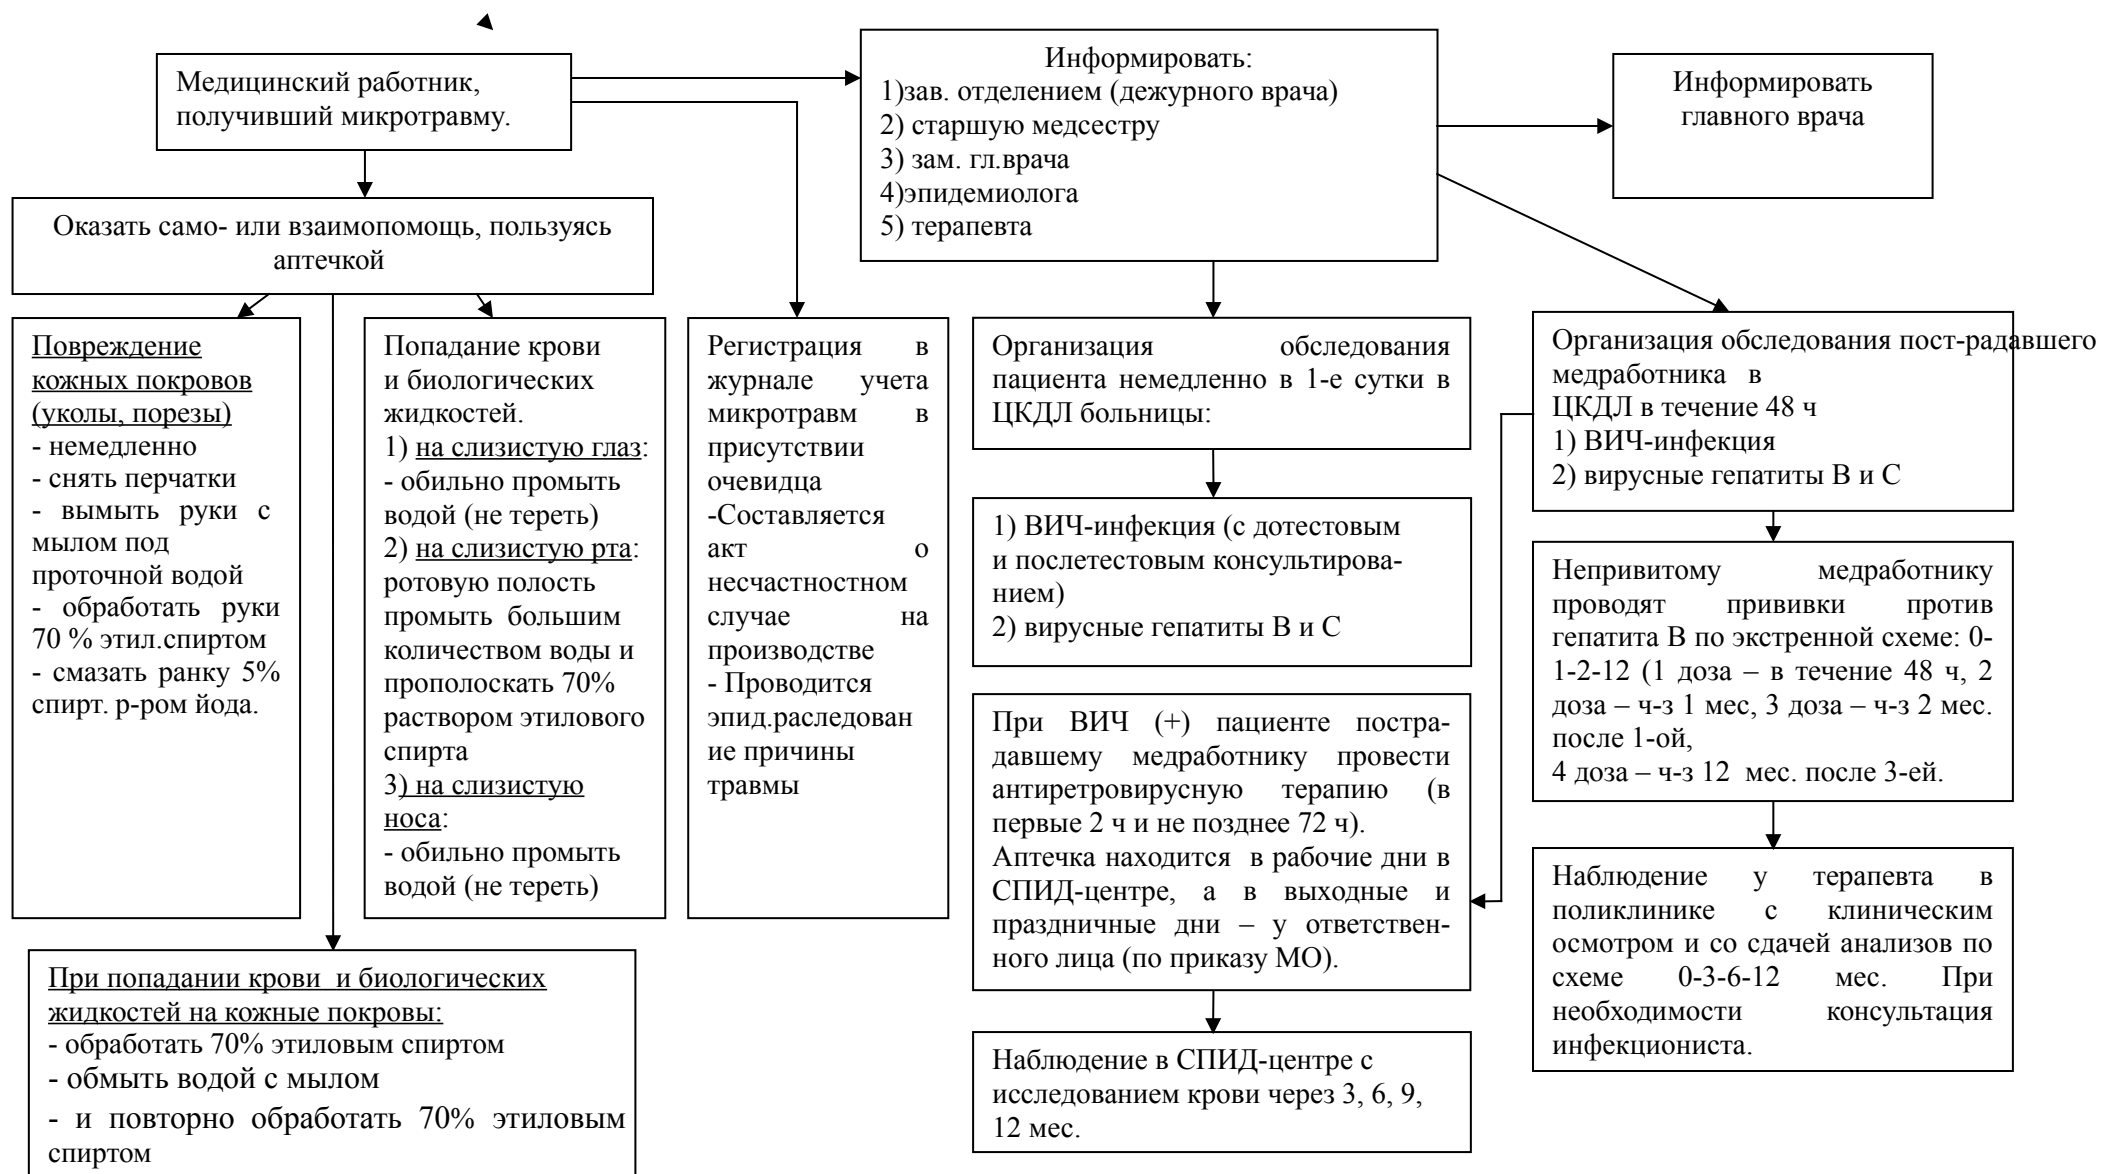 Медицинский работник,
получивший микротравму.
Информировать:
1)зав. отделением (дежурного врача)
2) старшую медсестру
3) зам. гл.врача
4)эпидемиолога
5) терапевта
Информировать
главного врача
Оказать само- или взаимопомощь, пользуясь
аптечкой
Повреждение
кожных покровов
(уколы, порезы)
- немедленно
- снять перчатки
- вымыть руки с
мылом под
проточной водой
- обработать руки
70 % этил.спиртом
- смазать ранку 5%
спирт. р-ром йода.
Попадание крови
и биологических
жидкостей.
1) на слизистую глаз:
- обильно промыть
водой (не тереть)
2) на слизистую рта:
ротовую полость
промыть большим
количеством воды и
прополоскать 70%
раствором этилового
спирта
3) на слизистую
носа:
- обильно промыть
водой (не тереть)
Регистрация в
журнале учета
микротравм в
присутствии
очевидца
-Составляется
акт о
несчастностном
случае на
производстве
- Проводится
эпид.раследован
ие причины
травмы
Организация обследования
пациента немедленно в 1-е сутки в
ЦКДЛ больницы:
1) ВИЧ-инфекция (с дотестовым
и послетестовым консультирова-
нием)
2) вирусные гепатиты В и С
При ВИЧ (+) пациенте постра-
давшему медработнику провести
антиретровирусную терапию (в
первые 2 ч и не позднее 72 ч).
Аптечка находится в рабочие дни в
СПИД-центре, а в выходные и
праздничные дни – у ответствен-
ного лица (по приказу МО).
Наблюдение в СПИД-центре с
исследованием крови через 3, 6, 9,
12 мес.
Организация обследования пост-радавшего
медработника в
ЦКДЛ в течение 48 ч
1) ВИЧ-инфекция
2) вирусные гепатиты В и С
Непривитому медработнику
проводят прививки против
гепатита В по экстренной схеме: 0-
1-2-12 (1 доза – в течение 48 ч, 2
доза – ч-з 1 мес, 3 доза – ч-з 2 мес.
после 1-ой,
4 доза – ч-з 12 мес. после 3-ей.
Наблюдение у терапевта в
поликлинике с клиническим
осмотром и со сдачей анализов по
схеме 0-3-6-12 мес. При
необходимости консультация
инфекциониста.
При попадании крови и биологических
жидкостей на кожные покровы:
- обработать 70% этиловым спиртом
- обмыть водой с мылом
- и повторно обработать 70% этиловым
спиртом